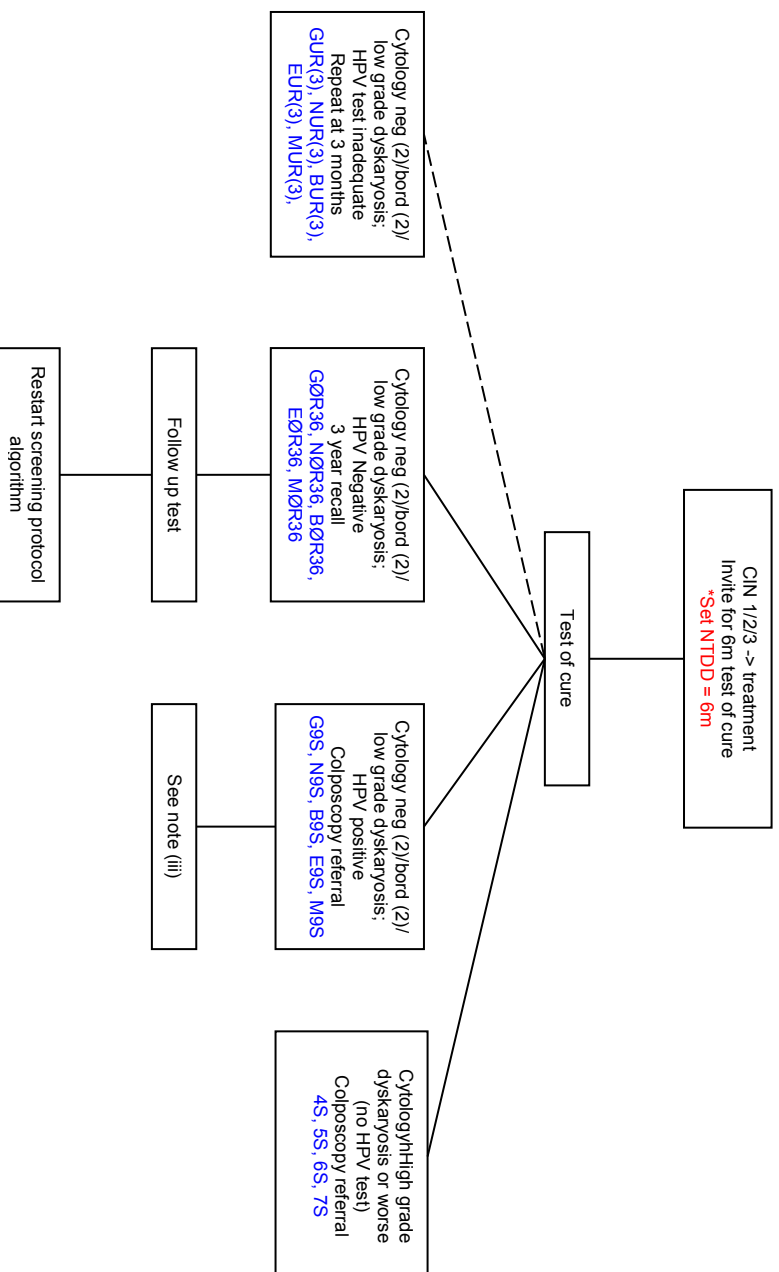 CIN 1/2/3 -> treatment
Invite for 6m test of cure
*Set NTDD = 6m
Test of cure
Cytology neg (2)/bord (2)/
low grade dyskaryosis;
HPV test inadequate
Repeat at 3 months
GUR(3), NUR(3), BUR(3),
EUR(3), MUR(3),
Cytology neg (2)/bord (2)/
low grade dyskaryosis;
HPV Negative
3 year recall
GØR36, NØR36, BØR36,
EØR36, MØR36
Cytology neg (2)/bord (2)/
low grade dyskaryosis;
HPV positive
Colposcopy referral
G9S, N9S, B9S, E9S, M9S
CytologyhHigh grade
dyskaryosis or worse
(no HPV test)
Colposcopy referral
4S, 5S, 6S, 7S
Follow up test
See note (iii)
Restart screening protocol
algorithm